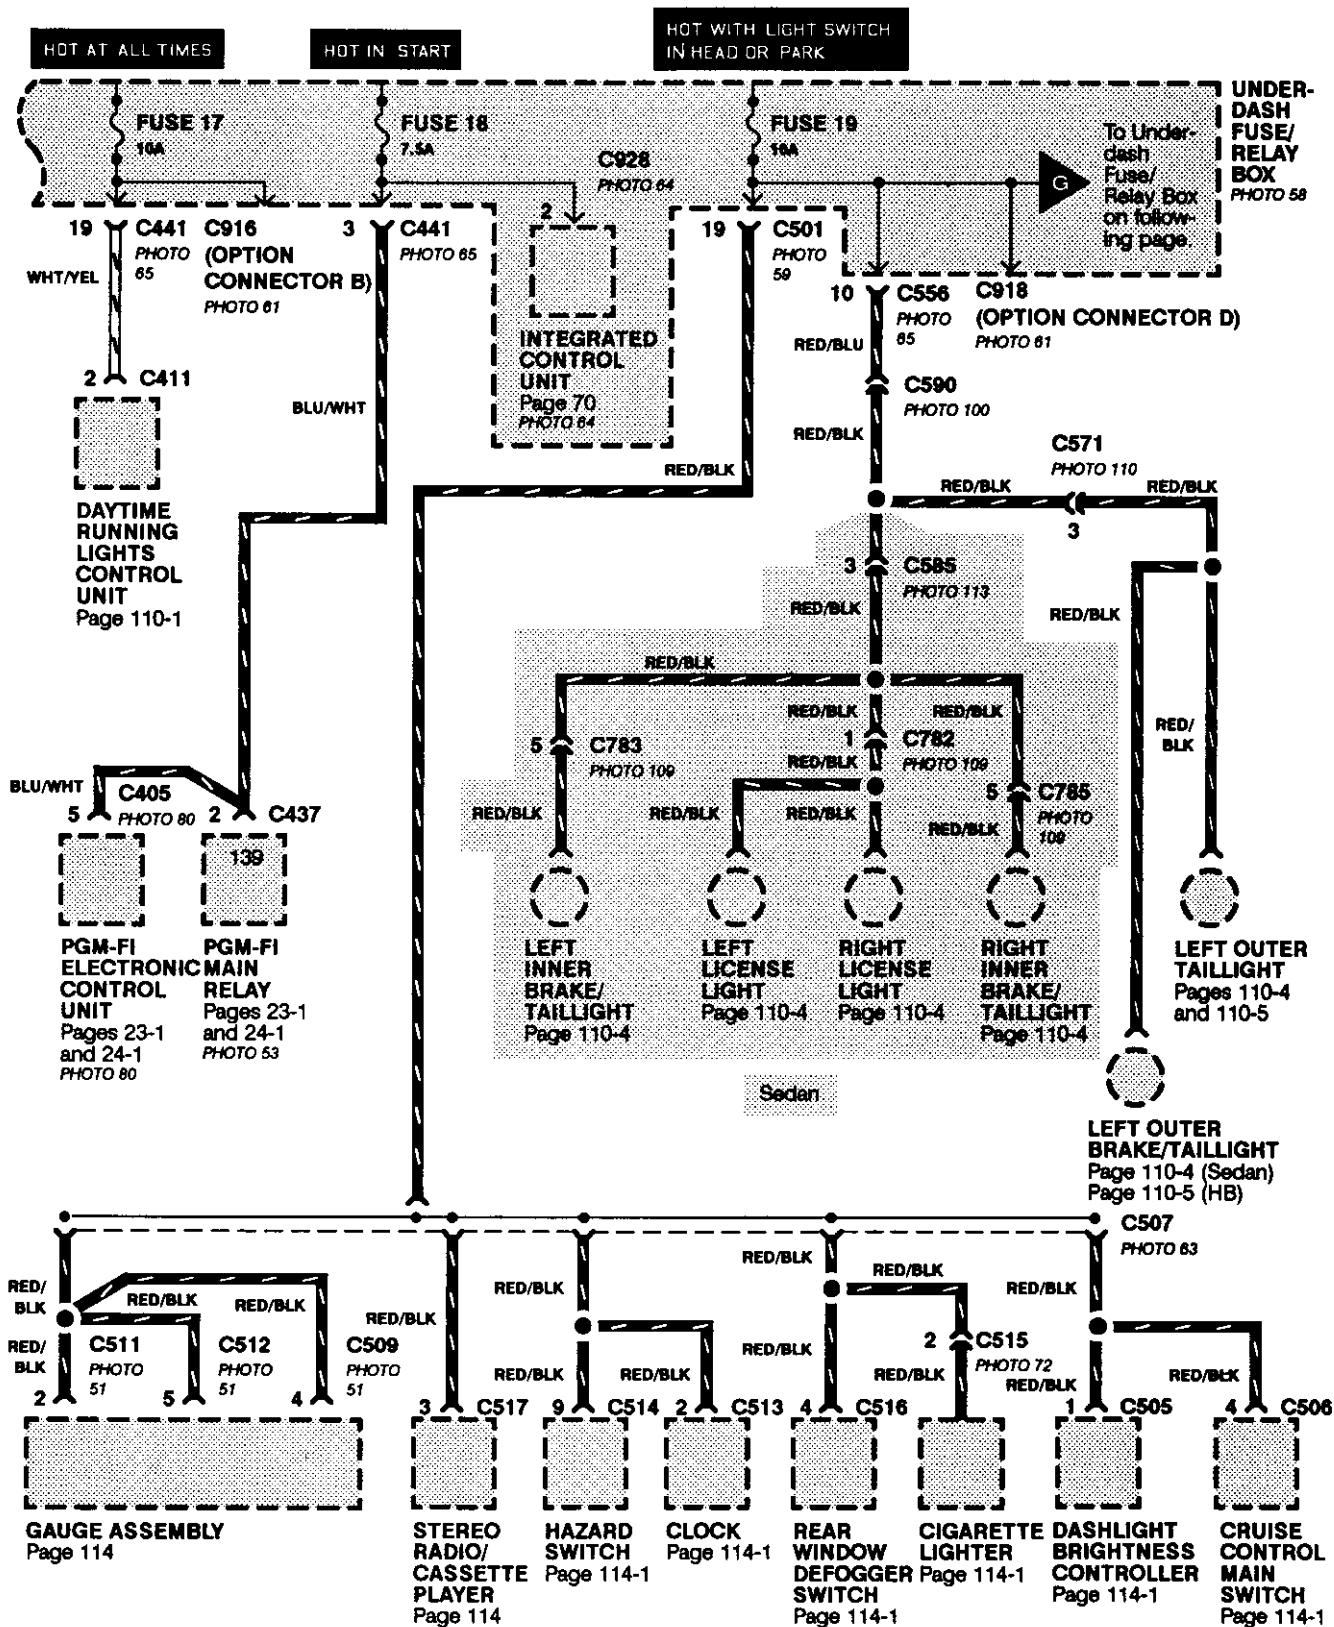 HOT AT ALL TIMES
HOT IN START
HOT WITH LIGHT SWITCH
IN HEAD OR PARK
FUSE 17
10A
FUSE 18
7.5A
C928
PHOTO 64
2
FUSE 19
10A
G
To Under-
dash
Fuse/
Relay Box
on follow-
ing page.
UNDER-
DASH
FUSE/
RELAY
BOX
PHOTO 58
19
C441
PHOTO
65
C916
(OPTION
CONNECTOR B)
PHOTO 61
3
C441
PHOTO 65
19
C501
PHOTO
59
10
C556
PHOTO
65
C918
(OPTION CONNECTOR D)
PHOTO 61
WHT/YEL
2
C411
DAYTIME
RUNNING
LIGHTS
CONTROL
UNIT
Page 110-1
BLU/WHT
INTEGRATED
CONTROL
UNIT
Page 70
PHOTO 64
RED/BLK
RED/BLU
C590
PHOTO 100
RED/BLK
C571
PHOTO 110
RED/BLK
RED/BLK
3
3
C585
PHOTO 113
RED/BLK
RED/BLK
RED/BLK
RED/BLK
RED/BLK
RED/
BLK
5
C783
PHOTO 109
1
C782
PHOTO 109
RED/BLK
5
C785
PHOTO
109
RED/BLK
RED/BLK
RED/BLK
RED/BLK
BLU/WHT
C405
PHOTO 80
5
2
C437
139
PGM-FI
ELECTRONIC
CONTROL
UNIT
Pages 23-1
and 24-1
PHOTO 80
PGM-FI
MAIN
RELAY
Pages 23-1
and 24-1
PHOTO 53
LEFT
INNER
BRAKE/
TAILLIGHT
Page 110-4
LEFT
LICENSE
LIGHT
Page 110-4
RIGHT
LICENSE
LIGHT
Page 110-4
RIGHT
INNER
BRAKE/
TAILLIGHT
Page 110-4
LEFT OUTER
TAILLIGHT
Pages 110-4
and 110-5
Sedan
LEFT OUTER
BRAKE/TAILLIGHT
Page 110-4 (Sedan)
Page 110-5 (HB)
C507
PHOTO 63
RED/
BLK
RED/BLK
RED/BLK
RED/BLK
RED/BLK
RED/BLK
RED/BLK
RED/BLK
RED/
BLK
C511
PHOTO
51
C512
PHOTO
51
C509
PHOTO
51
RED/BLK
RED/BLK
RED/BLK
2
C515
PHOTO 72
RED/BLK
RED/BLK
RED/BLK
2
5
4
3
C517
9
C514
2
C513
4
C516
1
C505
4
C506
GAUGE ASSEMBLY
Page 114
STEREO
RADIO/
CASSETTE
PLAYER
Page 114
HAZARD
SWITCH
Page 114-1
CLOCK
Page 114-1
REAR
WINDOW
DEFOGGER
SWITCH
Page 114-1
CIGARETTE
LIGHTER
Page 114-1
DASHLIGHT
BRIGHTNESS
CONTROLLER
Page 114-1
CRUISE
CONTROL
MAIN
SWITCH
Page 114-1